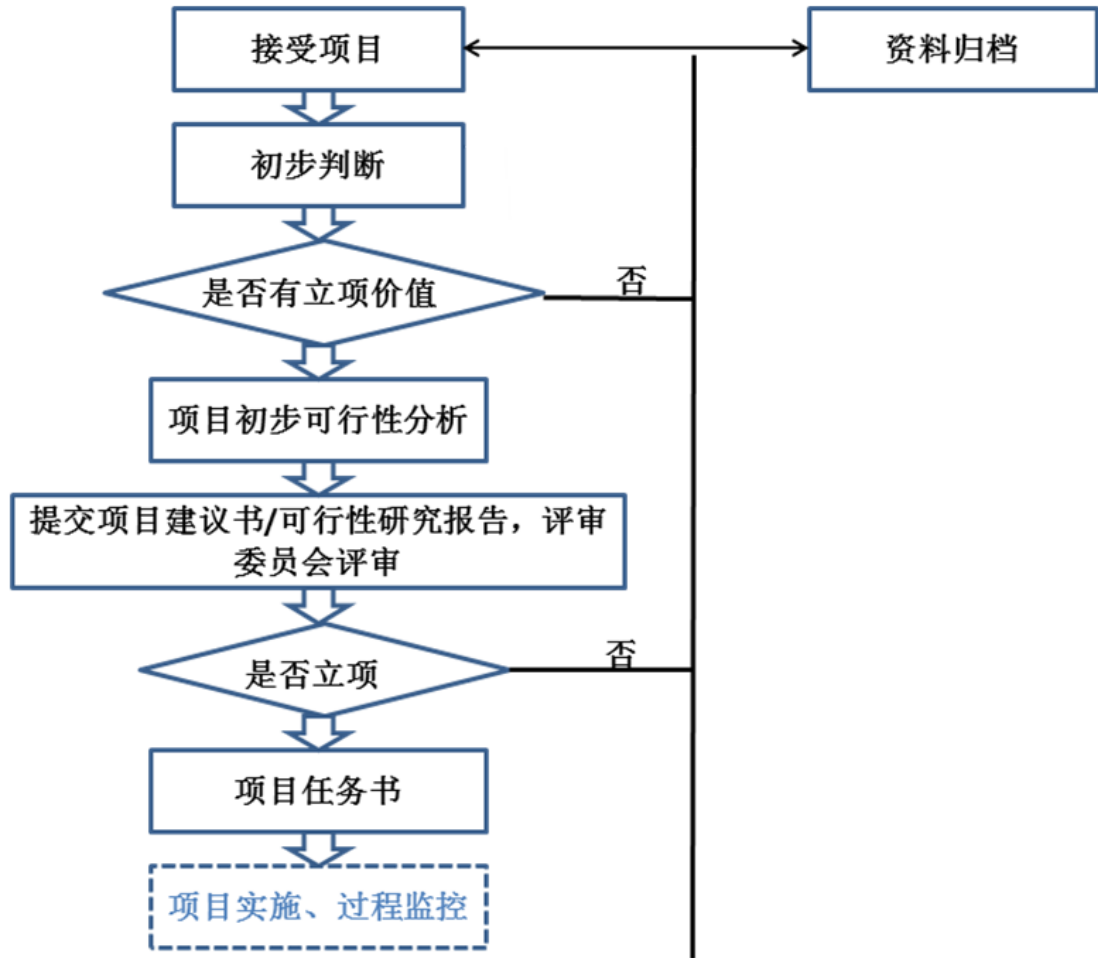 接受项目
资料归档
初步判断
是否有立项价值
否
项目初步可行性分析
提交项目建议书/可行性研究报告，评审
委员会评审
是否立项
否
项目任务书
项目实施、过程监控